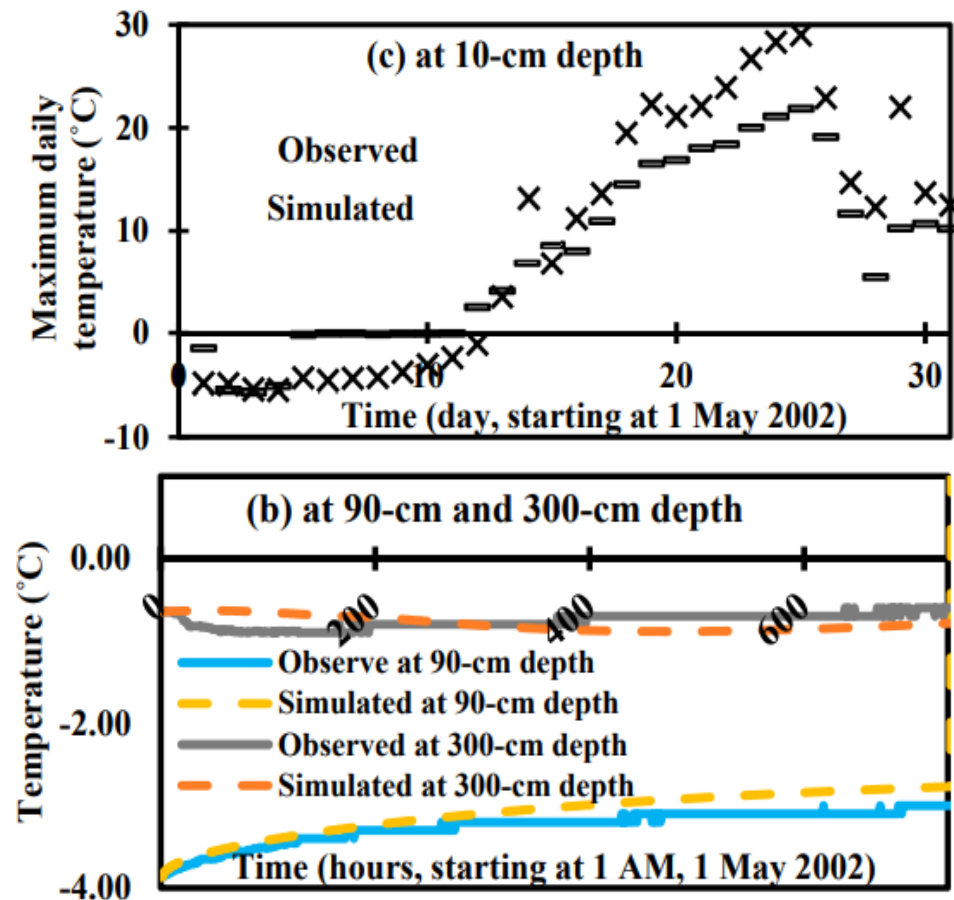 30
(c) at 10-cm depth
Maximum daily
temperature (˚C)
20
Observed
Simulated
10
0
0 10 20 30
Time (day, starting at 1 May 2002)
-10
(b) at 90-cm and 300-cm depth
Temperature (˚C)
0.00
0 200 400 600
Observe at 90-cm depth
Simulated at 90-cm depth
-2.00
Observed at 300-cm depth
Simulated at 300-cm depth
Time (hours, starting at 1 AM, 1 May 2002)
-4.00